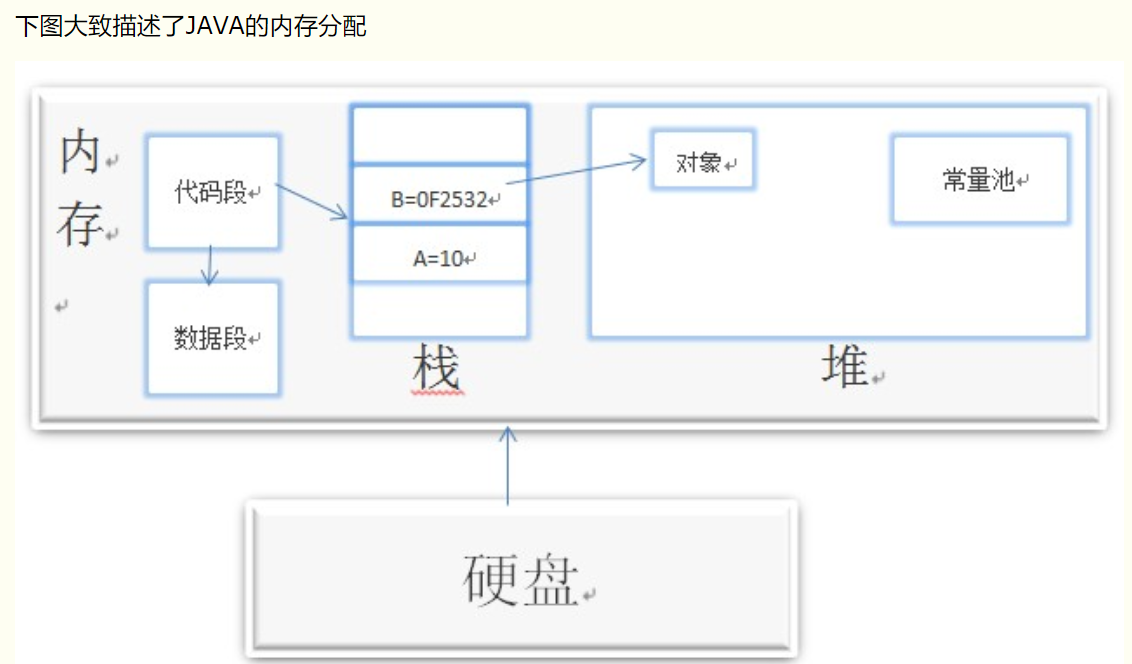 下图大致描述了JAVA的内存分配
内
存
代码段
数据段
B=0F2532
A=10
栈
对象
常量池
堆
硬盘